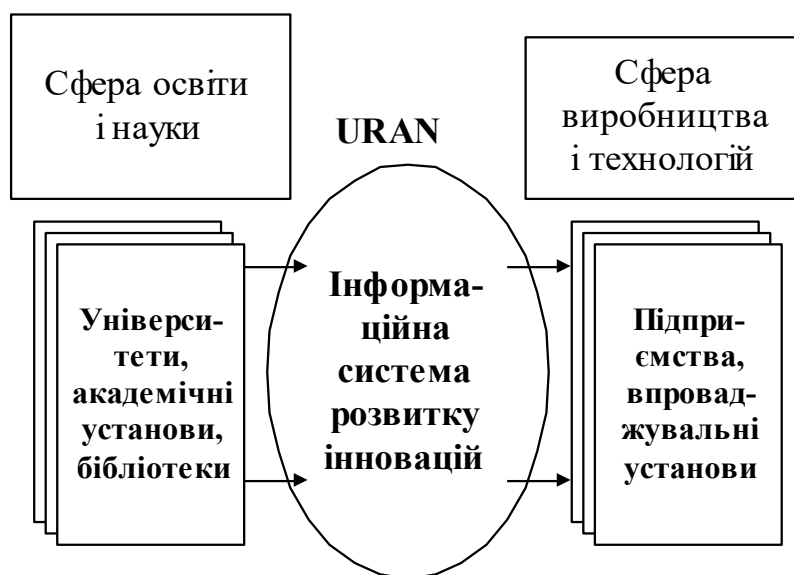 Сфера освіти
і науки
URAN
Сфера
виробництва
і технологій
Універси-
тети,
академічні
установи,
бібліотеки
Інформа-
ційна
система
розвитку
інновацій
Підпри-
ємства,
впровад-
жувальні
установи